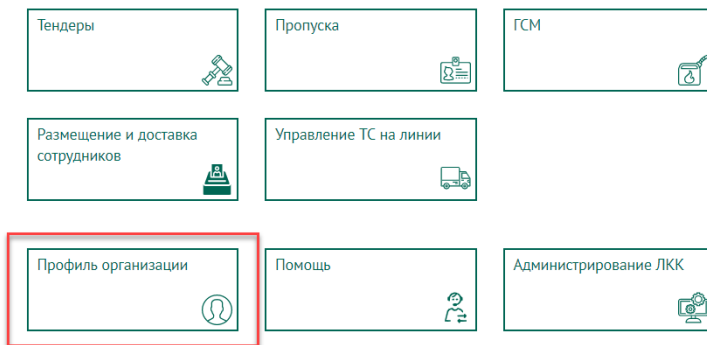 Тендеры
Пропуска
ГСМ
Размещение и доставка
сотрудников
Управление ТС на линии
Профиль организации
Помощь
Администрирование ЛКК